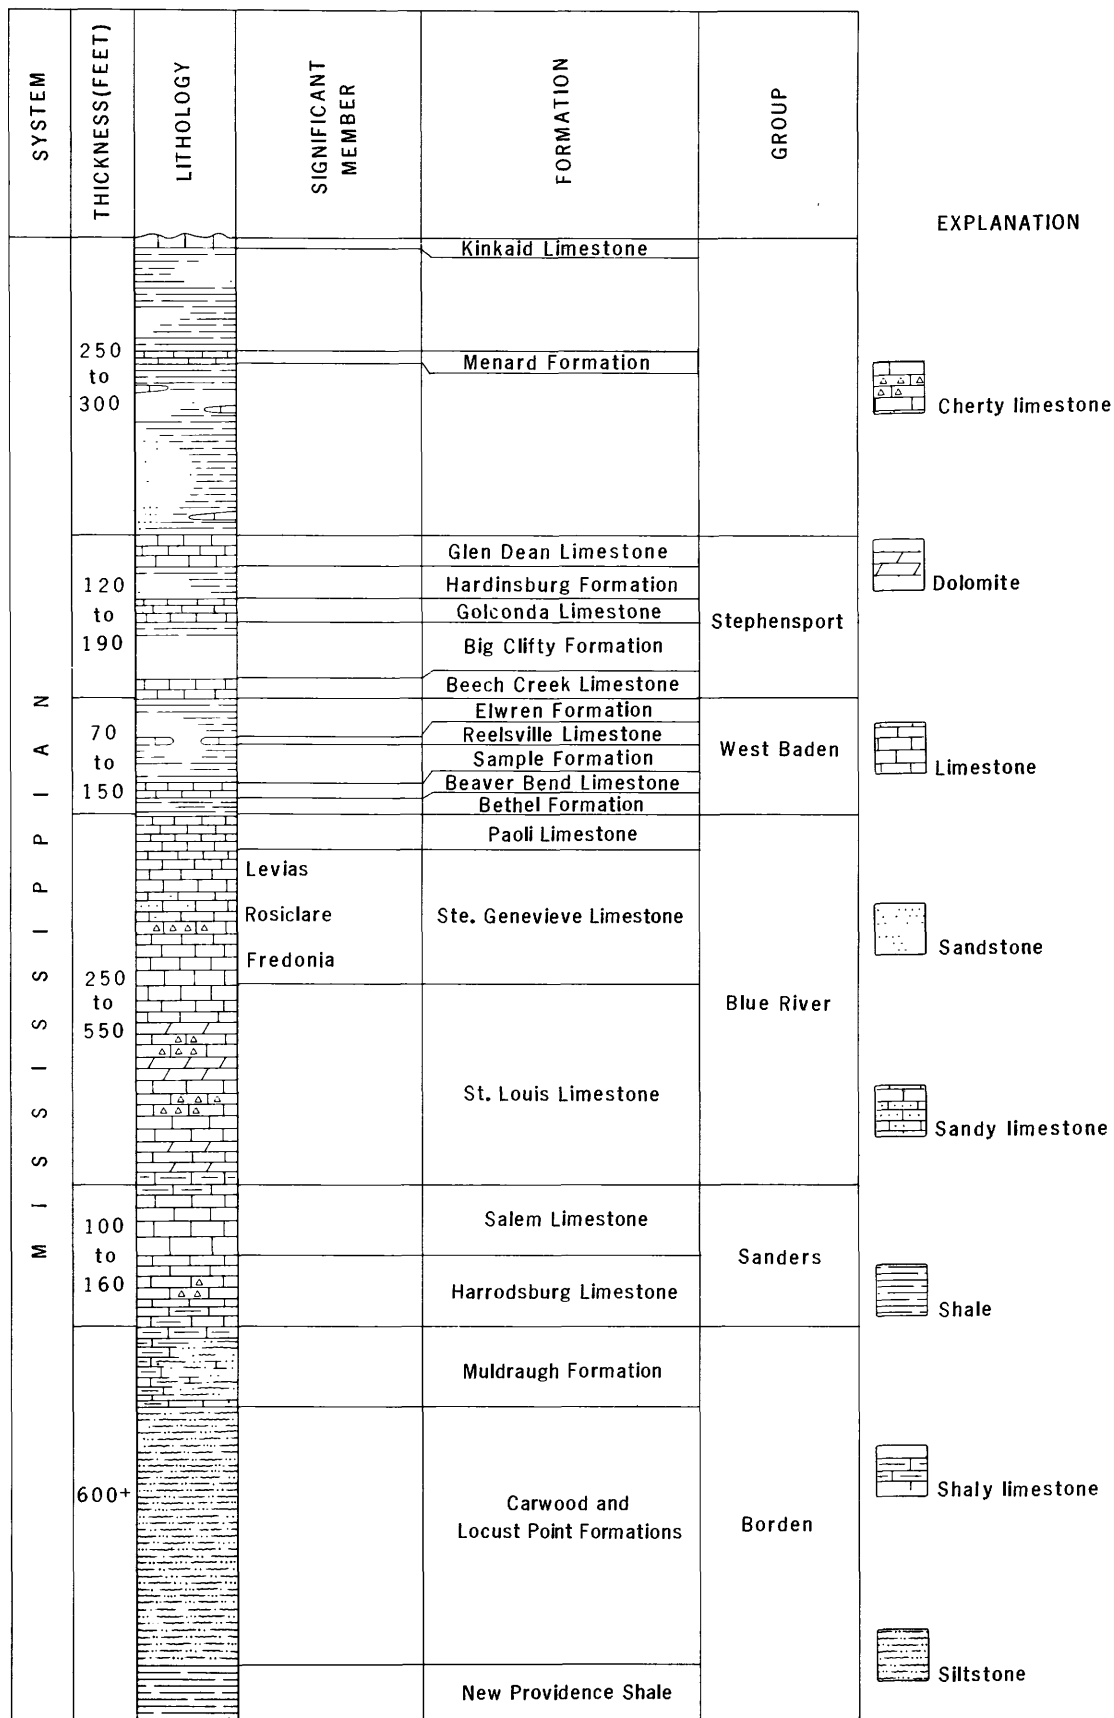 SYSTEM
THICKNESS(FEET)
LITHOLOGY
SIGNIFICANT
MEMBER
FORMATION
GROUP
EXPLANATION
MISSISSIPPIAN
250
to
300
Kinkaid Limestone
Menard Formation
120
to
190
Glen Dean Limestone
Hardinsburg Formation
Golconda Limestone
Big Clifty Formation
Beech Creek Limestone
Stephensport
70
to
150
Elwren Formation
Reelsville Limestone
Sample Formation
Beaver Bend Limestone
Bethel Formation
West Baden
250
to
550
Levias
Rosiclare
Fredonia
Paoli Limestone
Ste. Genevieve Limestone
St. Louis Limestone
Blue River
100
to
160
Salem Limestone
Harrodsburg Limestone
Sanders
600+
Muldraugh Formation
Carwood and
Locust Point Formations
New Providence Shale
Borden
Cherty limestone
Dolomite
Limestone
Sandstone
Sandy limestone
Shale
Shaly limestone
Siltstone